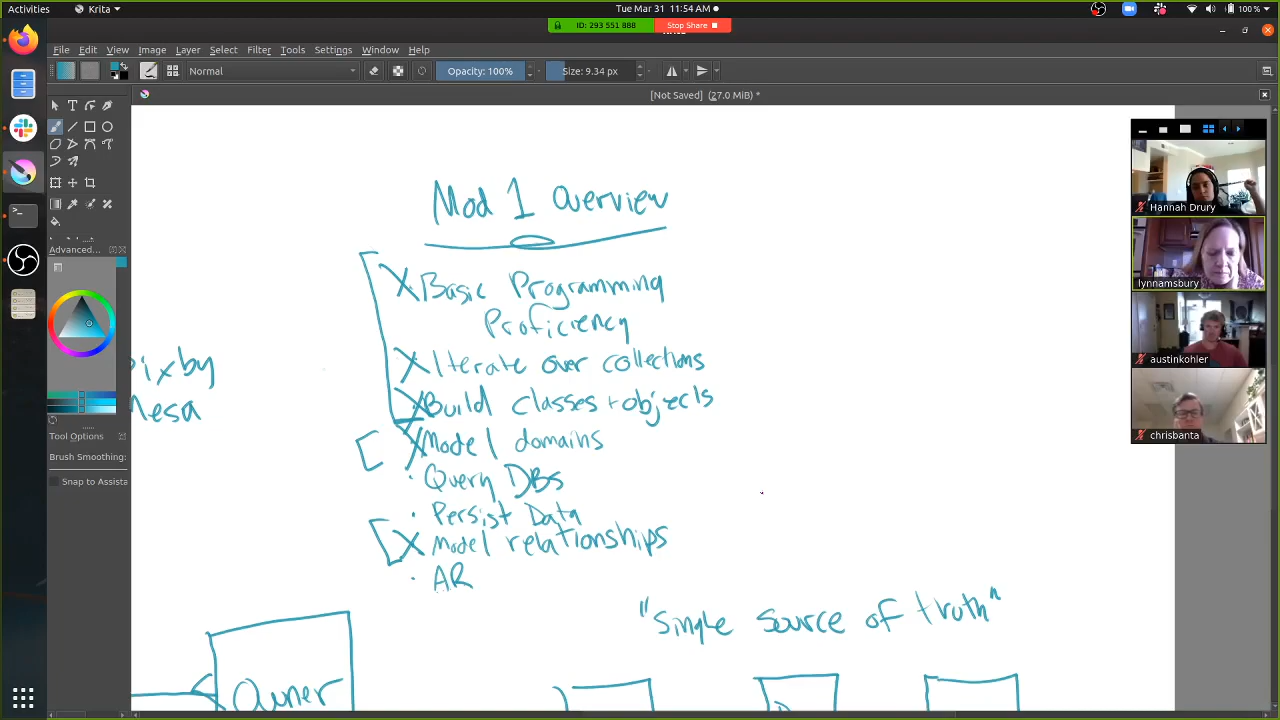 Activities
Krita
Tue Mar 31 11:54 AM
100 %
ID: 293 551 888
Stop Share
File Edit View Image Layer Select Filter Tools Settings Window Help
Normal
Opacity: 100%
Size: 9.34 px
[Not Saved] (27.0 MiB) *
Mod 1 Overview
Basic Programming
Proficiency
Iterate over collections
Build classes + objects
Model domains
Query DBs
Persist Data
Model relationships
AR
"Single source of truth"
Owner
Mesa
Advanced...
Tool Options
Brush Smoothing:
Snap to Assista
Hannah Drury
lynnamsbury
austinkohler
chrisbanta